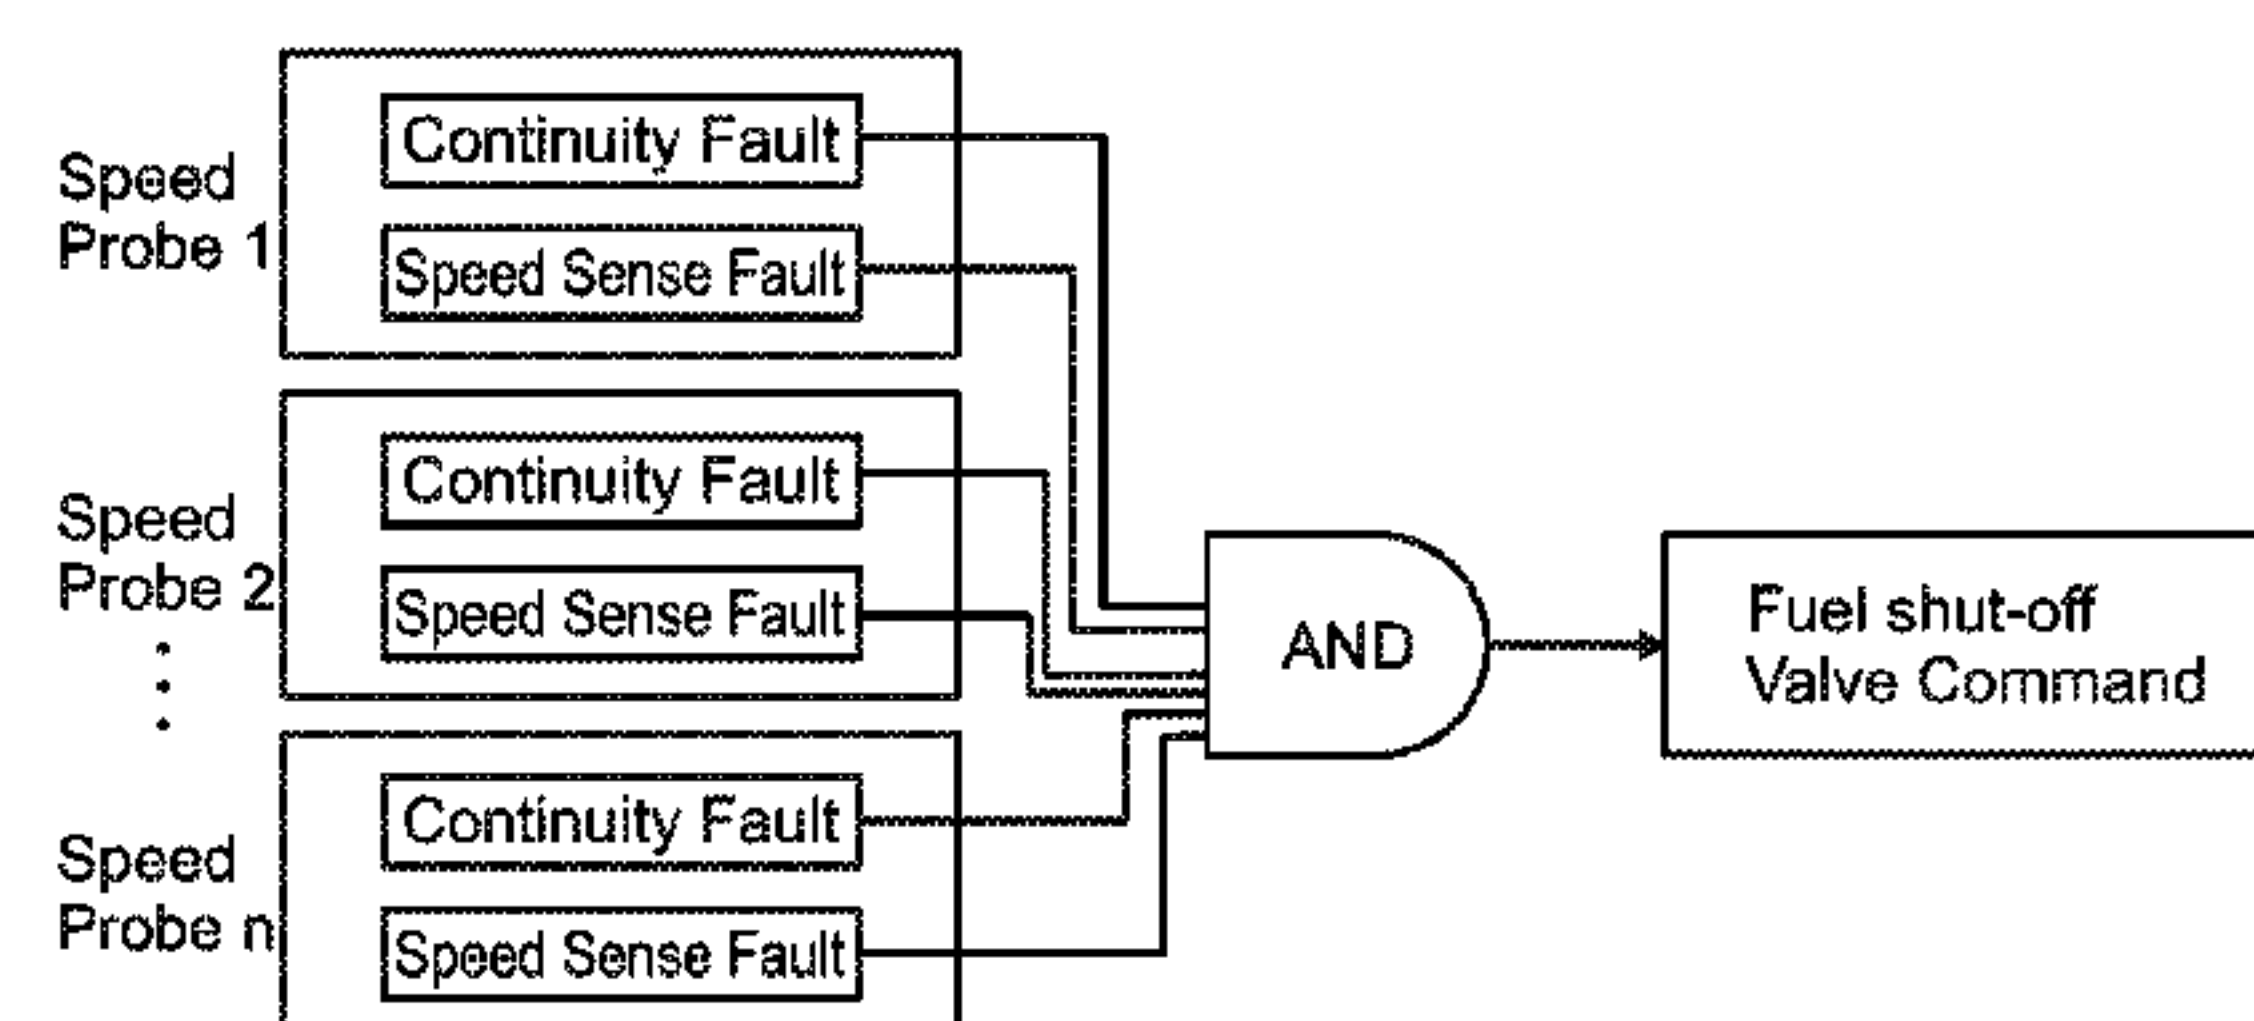 Speed
Probe 1
Continuity Fault
Speed Sense Fault
Speed
Probe 2
Continuity Fault
Speed Sense Fault
Speed
Probe n
Continuity Fault
Speed Sense Fault
AND
Fuel shut-off
Valve Command